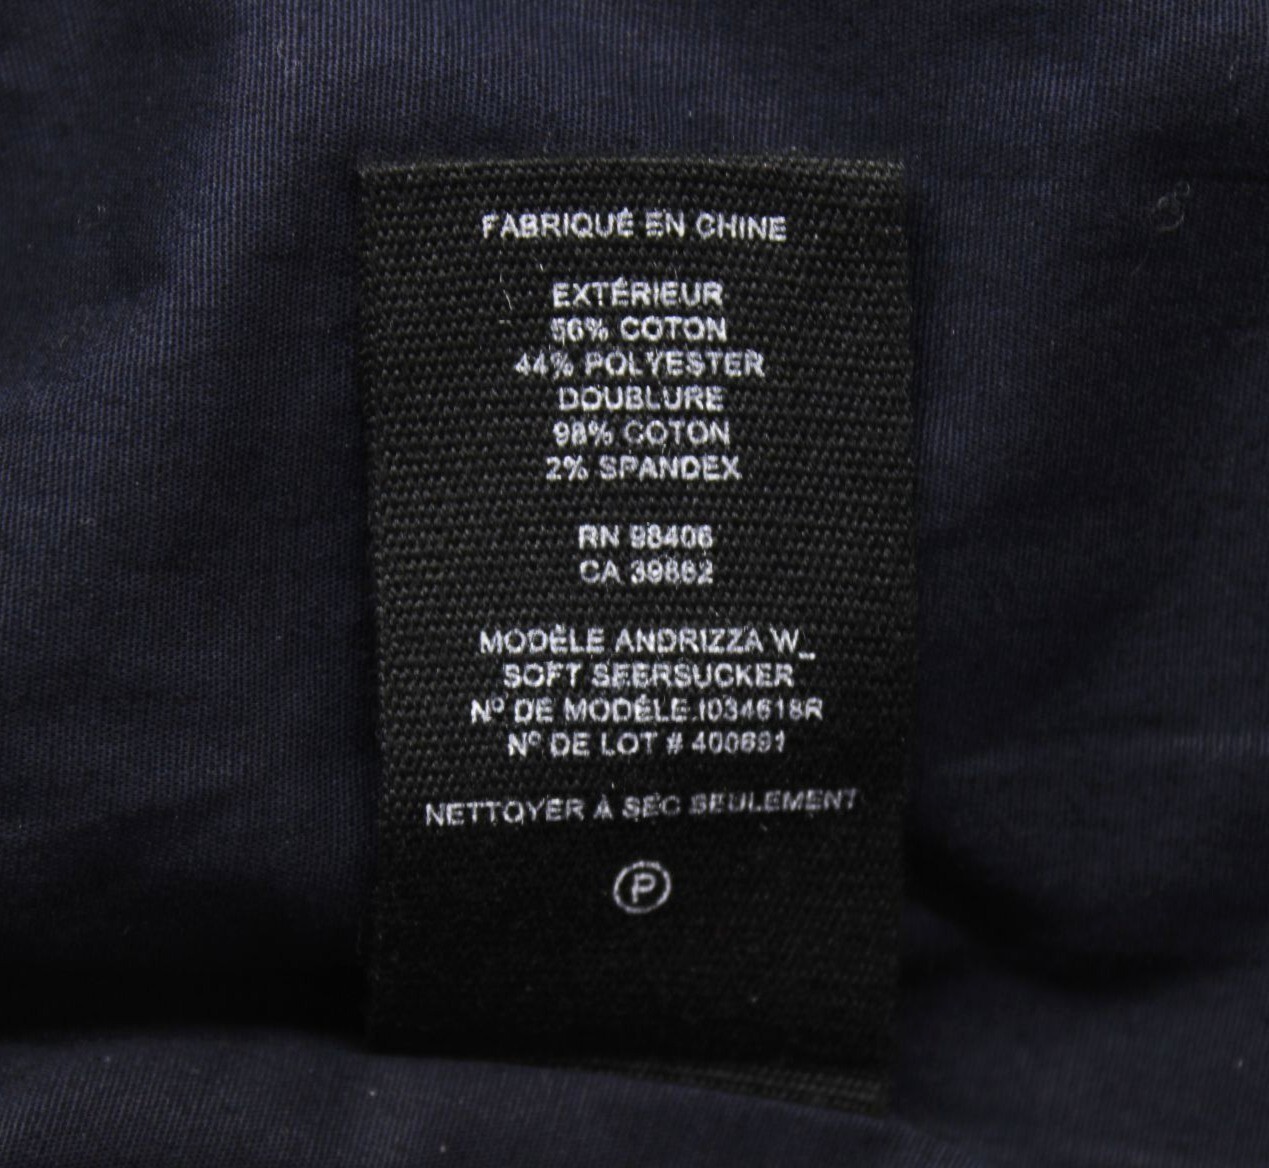 FABRIQUÉ EN CHINE
EXTÉRIEUR
56% COTON
44% POLYESTER
DOUBLURE
98% COTON
2% SPANDEX
RN 98406
CA 39882
MODÈLE ANDRIZZA W_
SOFT SEERSUCKER
Nº DE MODÈLE.I034618R
Nº DE LOT # 400691
NETTOYER À SEC SEULEMENT
P